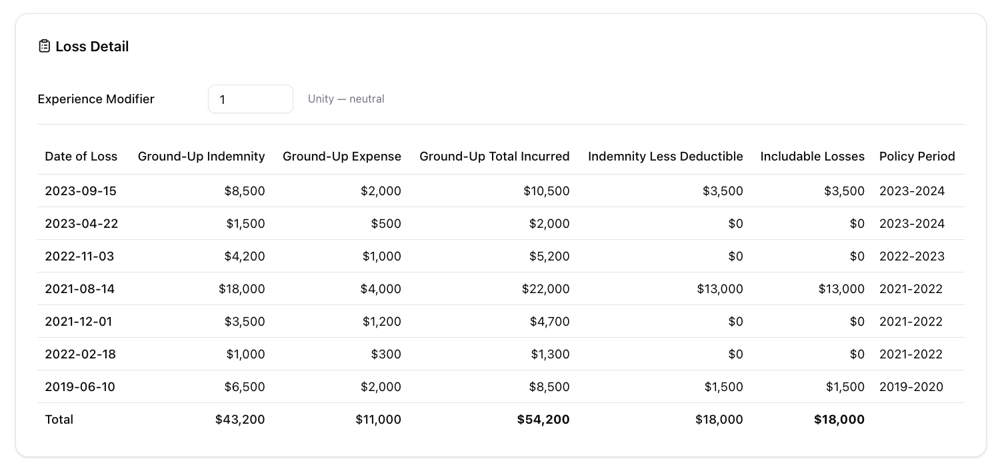 Loss Detail
Experience Modifier 1 Unity — neutral
Date of Loss Ground-Up Indemnity Ground-Up Expense Ground-Up Total Incurred Indemnity Less Deductible Includable Losses Policy Period
2023-09-15 $8,500 $2,000 $10,500 $3,500 $3,500 2023-2024
2023-04-22 $1,500 $500 $2,000 $0 $0 2023-2024
2022-11-03 $4,200 $1,000 $5,200 $0 $0 2022-2023
2021-08-14 $18,000 $4,000 $22,000 $13,000 $13,000 2021-2022
2021-12-01 $3,500 $1,200 $4,700 $0 $0 2021-2022
2022-02-18 $1,000 $300 $1,300 $0 $0 2021-2022
2019-06-10 $6,500 $2,000 $8,500 $1,500 $1,500 2019-2020
Total $43,200 $11,000 $54,200 $18,000 $18,000